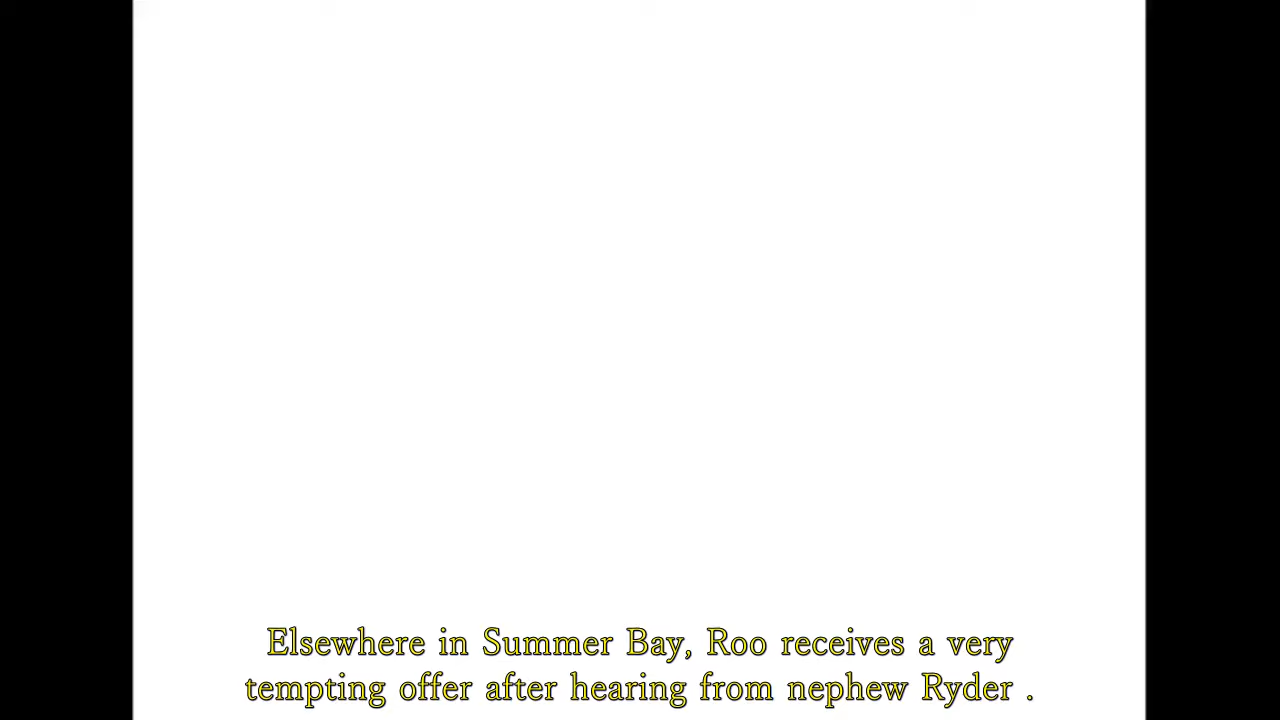 Elsewhere in Summer Bay, Roo receives a very
tempting offer after hearing from nephew Ryder .